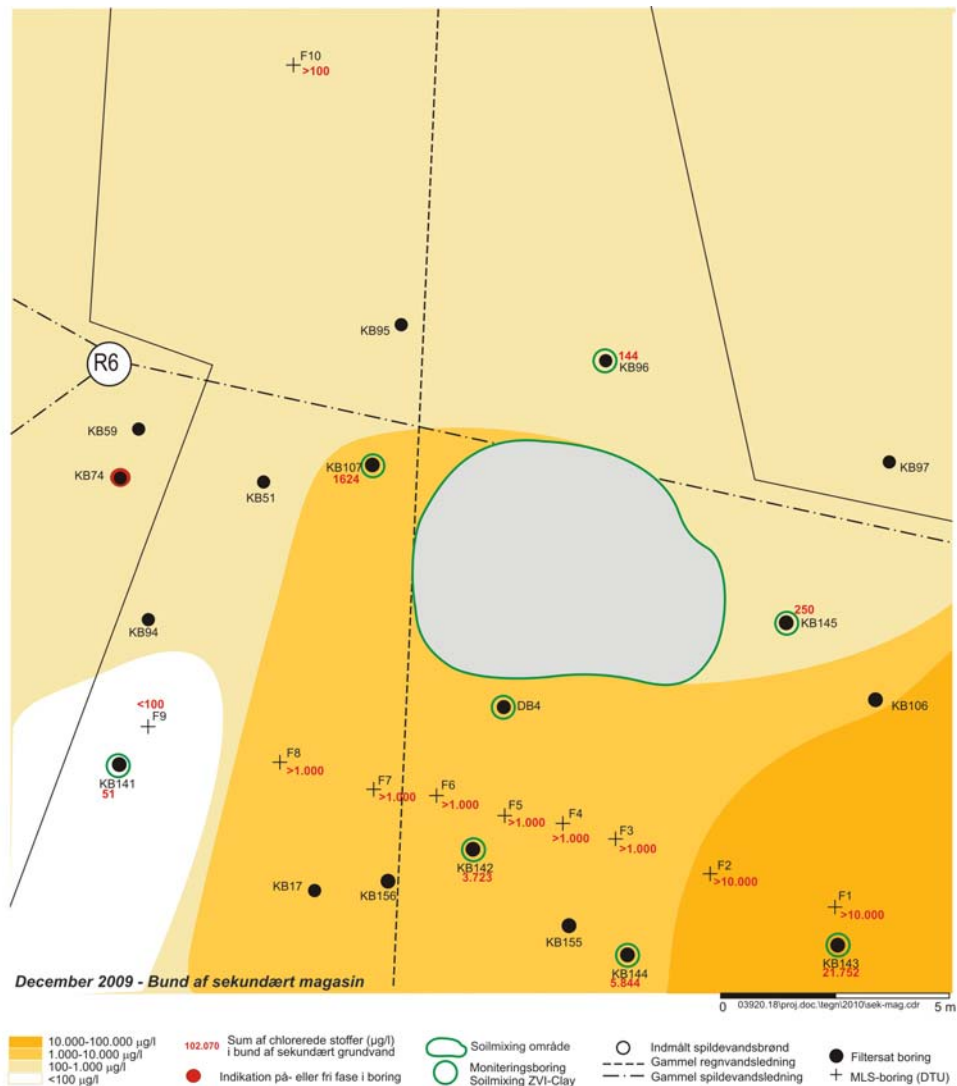 F10
>100
KB95
R6
144
KB96
KB59
KB74
KB107
1624
KB51
KB97
250
KB145
KB94
DB4
KB106
<100
F9
KB141
51
F8
>1.000
F7
>1.000
F6
>1.000
F5
>1.000
F4
>1.000
F3
>1.000
F2
>10.000
F1
>10.000
KB142
3.723
KB17
KB156
KB155
KB144
5.844
KB143
21.752
December 2009 - Bund af sekundært magasin
0 03920.18\proj.doc.\tegn\2010\sek-mag.cdr 5 m
10.000-100.000 µg/l
1.000-10.000 µg/l
100-1.000 µg/l
<100 µg/l
102.070 Sum af chlorerede stoffer (µg/l)
i bund af sekundært grundvand
Indikation på- eller fri fase i boring
Soilmixing område
Moniteringsboring
Soilmixing ZVI-Clay
Indmålt spildevandsbrønd
Gammel regnvandsledning
Gammel spildevandsledning
Filtersat boring
MLS-boring (DTU)